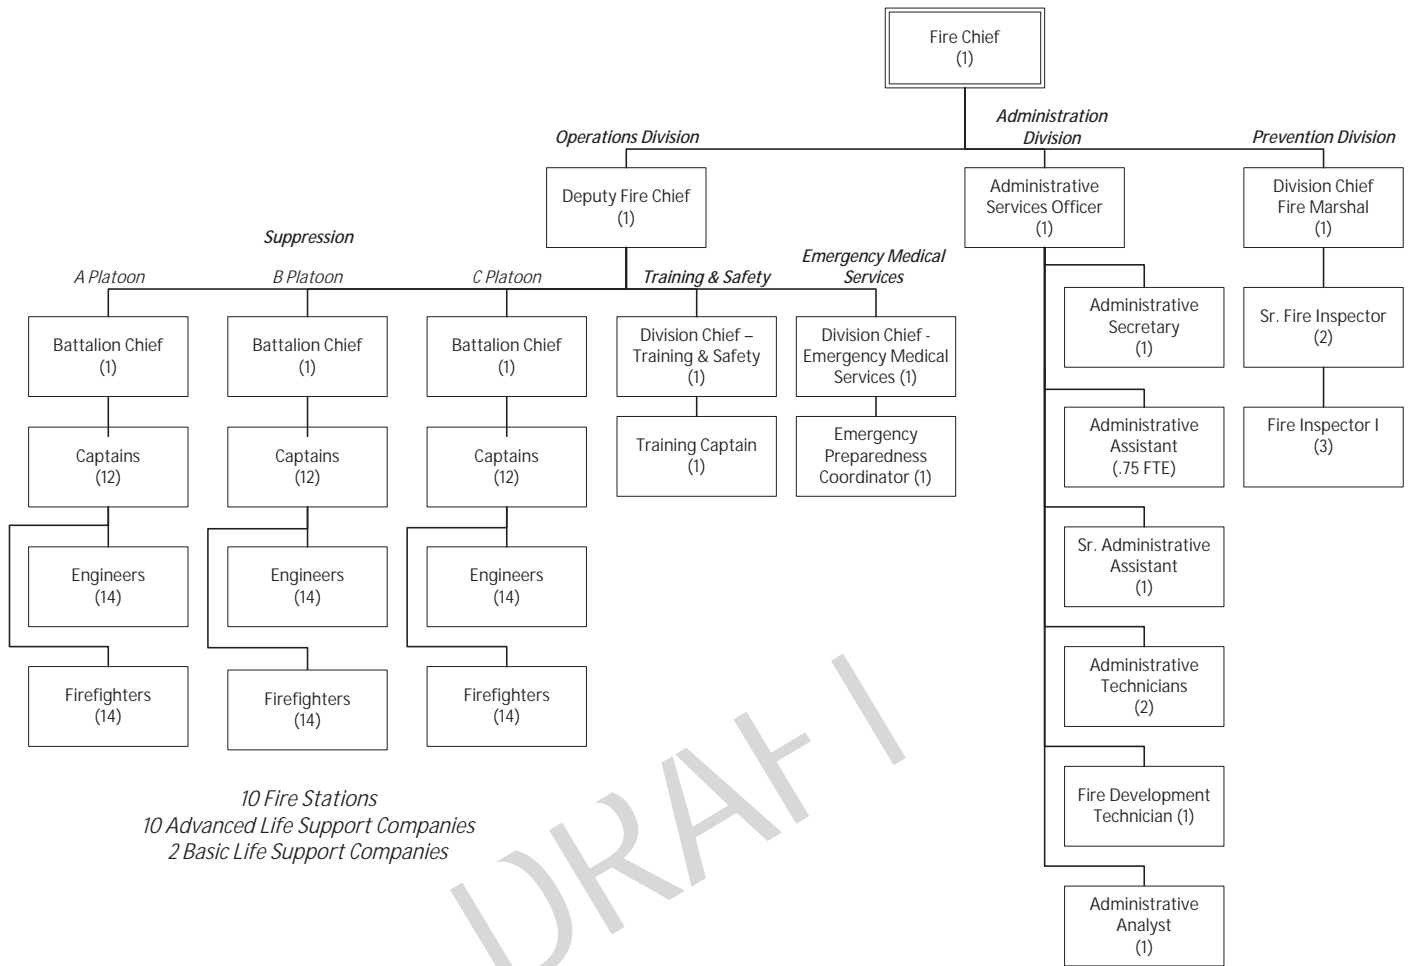 Fire Chief
(1)
Operations Division
Administration
Division
Prevention Division
Deputy Fire Chief
(1)
Administrative
Services Officer
(1)
Division Chief
Fire Marshal
(1)
Suppression
A Platoon
B Platoon
C Platoon
Training & Safety
Emergency Medical
Services
Battalion Chief
(1)
Battalion Chief
(1)
Battalion Chief
(1)
Division Chief –
Training & Safety
(1)
Division Chief -
Emergency Medical
Services (1)
Captains
(12)
Captains
(12)
Captains
(12)
Training Captain
(1)
Emergency
Preparedness
Coordinator (1)
Engineers
(14)
Engineers
(14)
Engineers
(14)
Firefighters
(14)
Firefighters
(14)
Firefighters
(14)
Administrative
Secretary
(1)
Administrative
Assistant
(.75 FTE)
Sr. Administrative
Assistant
(1)
Administrative
Technicians
(2)
Fire Development
Technician (1)
Administrative
Analyst
(1)
Sr. Fire Inspector
(2)
Fire Inspector I
(3)
10 Fire Stations
10 Advanced Life Support Companies
2 Basic Life Support Companies
DRAFT